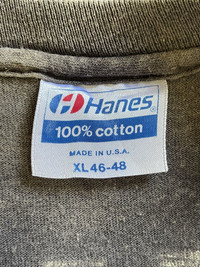 Hanes®
100% cotton
MADE IN U.S.A.
XL 46-48